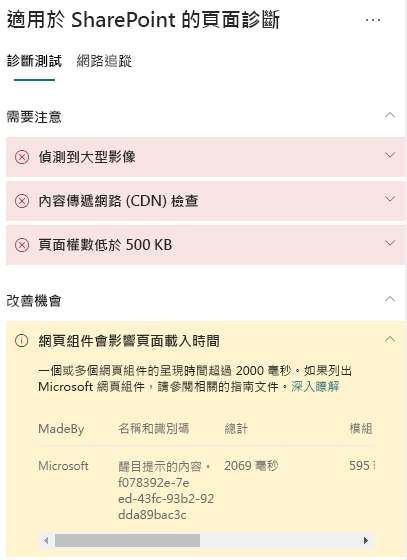 適用於 SharePoint 的頁面診斷
診斷測試 網路追蹤
需要注意
偵測到大型影像
內容傳遞網路 (CDN) 檢查
頁面權數低於 500 KB
改善機會
網頁組件會影響頁面載入時間
一個或多個網頁組件的呈現時間超過 2000 毫秒。如果列出
Microsoft 網頁組件，請參閱相關的指南文件。深入瞭解
MadeBy 名稱和識別碼 總計 模組
Microsoft 醒目提示的內容。 2069 毫秒 595
f078392e-7e
ed-43fc-93b2-92
dda89bac3c